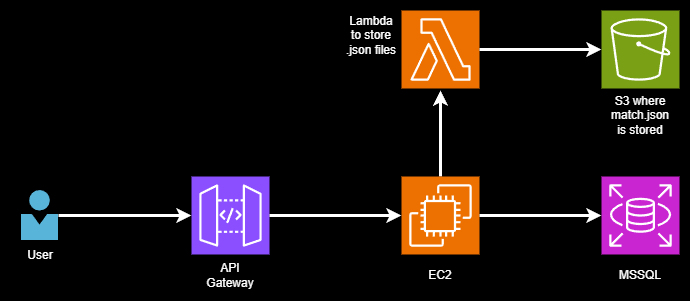 Lambda
to store
.json files
S3 where
match.json
is stored
User
API
Gateway
EC2
MSSQL